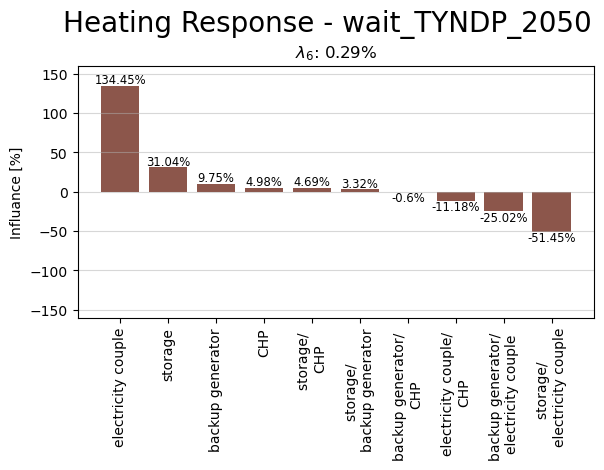 Heating Response - wait_TYNDP_2050
λ₆: 0.29%
Influance [%]
150
100
50
0
−50
−100
−150
134.45%
31.04%
9.75%
4.98%
4.69%
3.32%
-0.6%
-11.18%
-25.02%
-51.45%
electricity couple
storage
backup generator
CHP
storage/
CHP
storage/
backup generator
backup generator/
CHP
electricity couple/
CHP
backup generator/
electricity couple
storage/
electricity couple